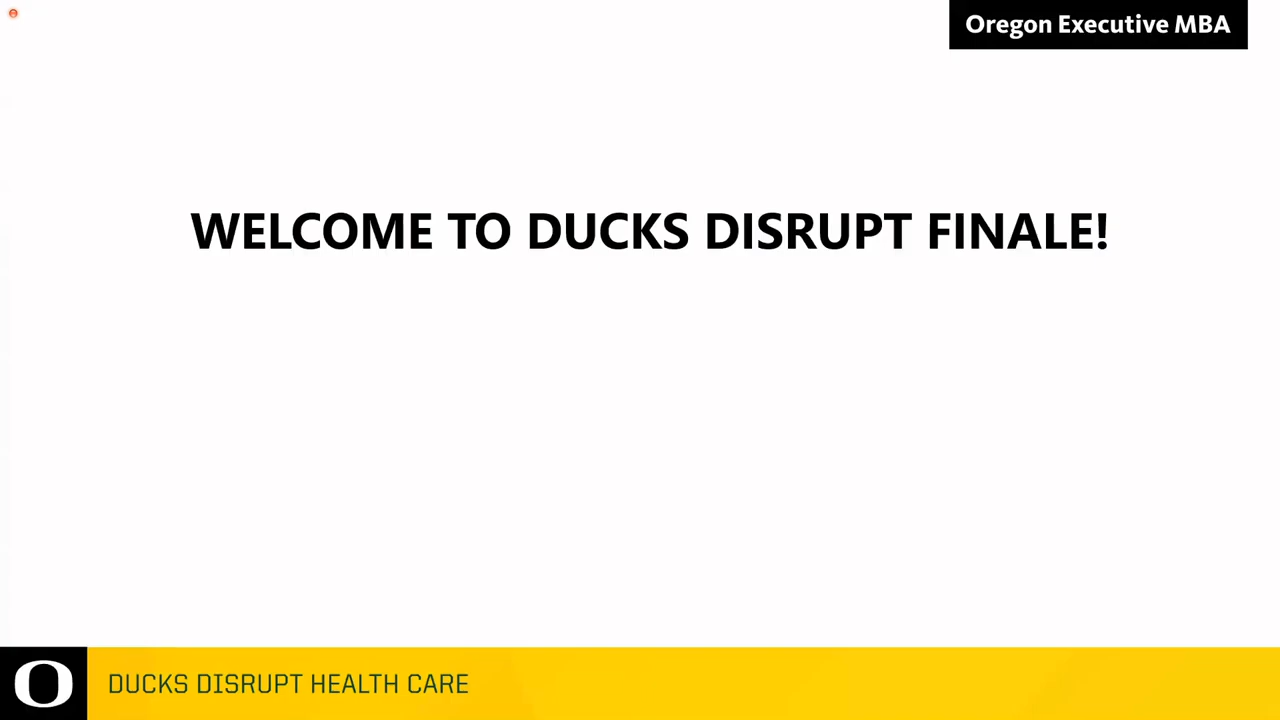 Oregon Executive MBA
WELCOME TO DUCKS DISRUPT FINALE!
O DUCKS DISRUPT HEALTH CARE